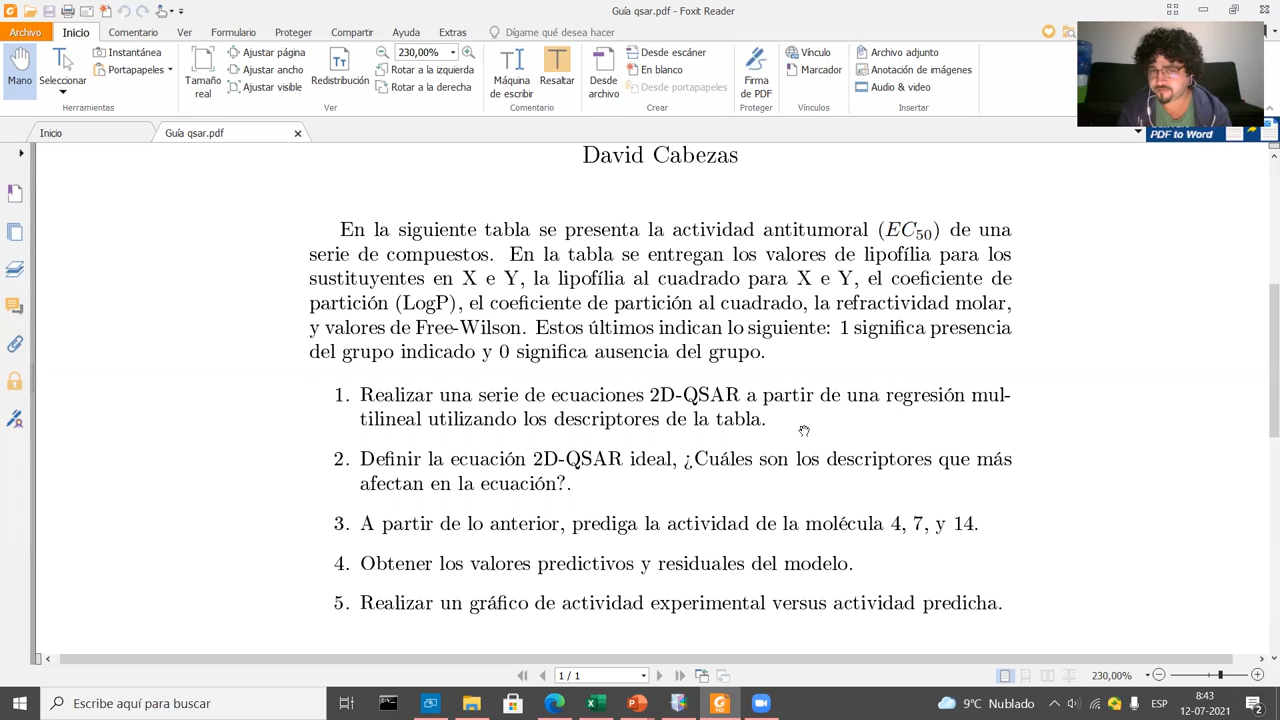 Guía qsar.pdf - Foxit Reader
Archivo Inicio Comentario Ver Formulario Proteger Compartir Ayuda Extras Dígame qué desea hacer
Mano
Seleccionar
Instantánea
Portapapeles
Herramientas
Tamaño real
Ajustar página
Ajustar ancho
Ajustar visible
Redistribución
230,00%
Rotar a la izquierda
Rotar a la derecha
Ver
Máquina de escribir
Resaltar
Comentario
Desde archivo
Desde escáner
En blanco
Desde portapapeles
Crear
Firma de PDF
Proteger
Vínculo
Marcador
Vínculos
Archivo adjunto
Anotación de imágenes
Audio & video
Insertar
PDF to Word
Inicio
Guía qsar.pdf
David Cabezas
En la siguiente tabla se presenta la actividad antitumoral (EC50) de una
serie de compuestos. En la tabla se entregan los valores de lipofília para los
sustituyentes en X e Y, la lipofília al cuadrado para X e Y, el coeficiente de
partición (LogP), el coeficiente de partición al cuadrado, la refractividad molar,
y valores de Free-Wilson. Estos últimos indican lo siguiente: 1 significa presencia
del grupo indicado y 0 significa ausencia del grupo.
1. Realizar una serie de ecuaciones 2D-QSAR a partir de una regresión mul-
tilineal utilizando los descriptores de la tabla.
2. Definir la ecuación 2D-QSAR ideal, ¿Cuáles son los descriptores que más
afectan en la ecuación?.
3. A partir de lo anterior, prediga la actividad de la molécula 4, 7, y 14.
4. Obtener los valores predictivos y residuales del modelo.
5. Realizar un gráfico de actividad experimental versus actividad predicha.
1 / 1
230,00%
Escribe aquí para buscar
9°C Nublado
ESP
8:43
12-07-2021